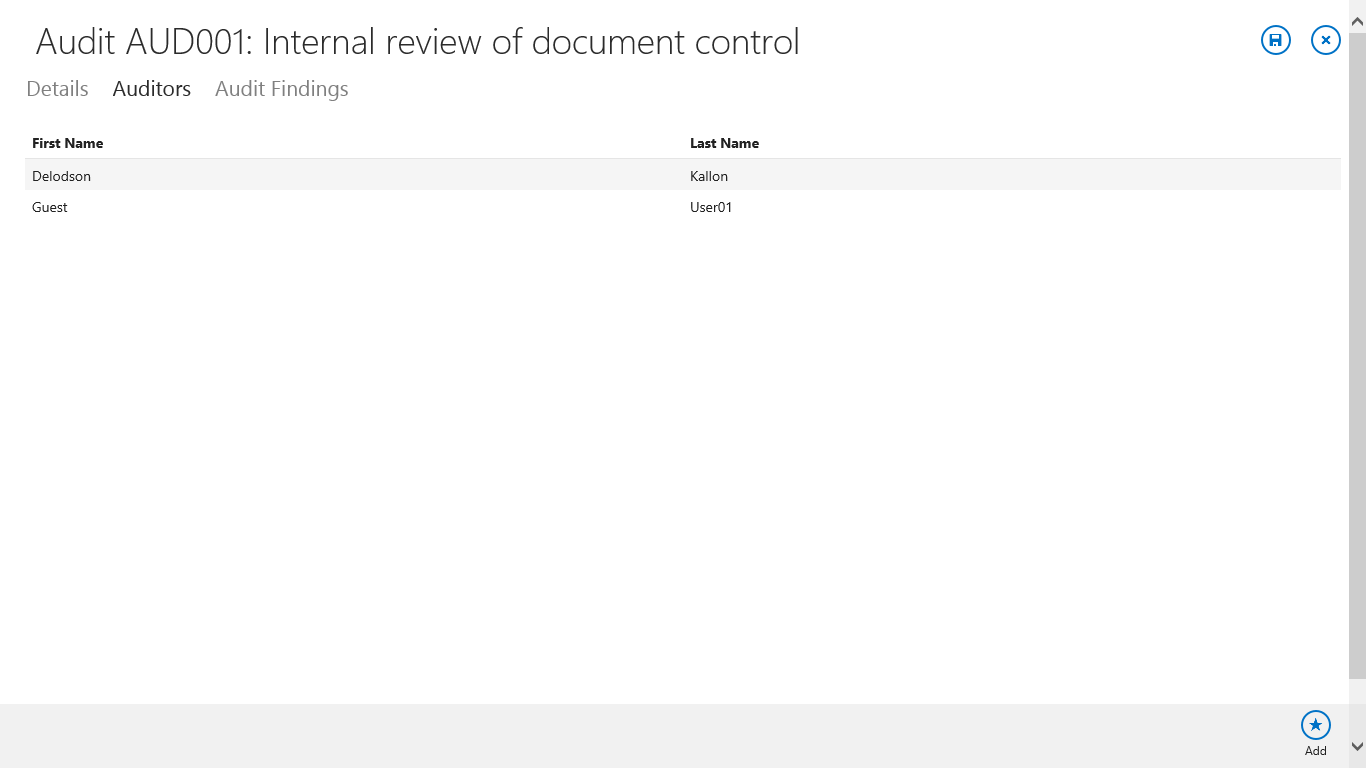 Audit AUD001: Internal review of document control
Details Auditors Audit Findings
First Name Last Name
Delodson Kallon
Guest User01
Add